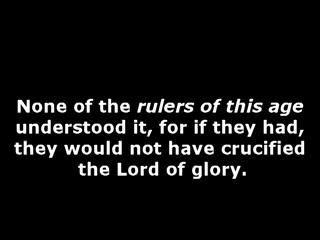 None of the rulers of this age
understood it, for if they had,
they would not have crucified
the Lord of glory.